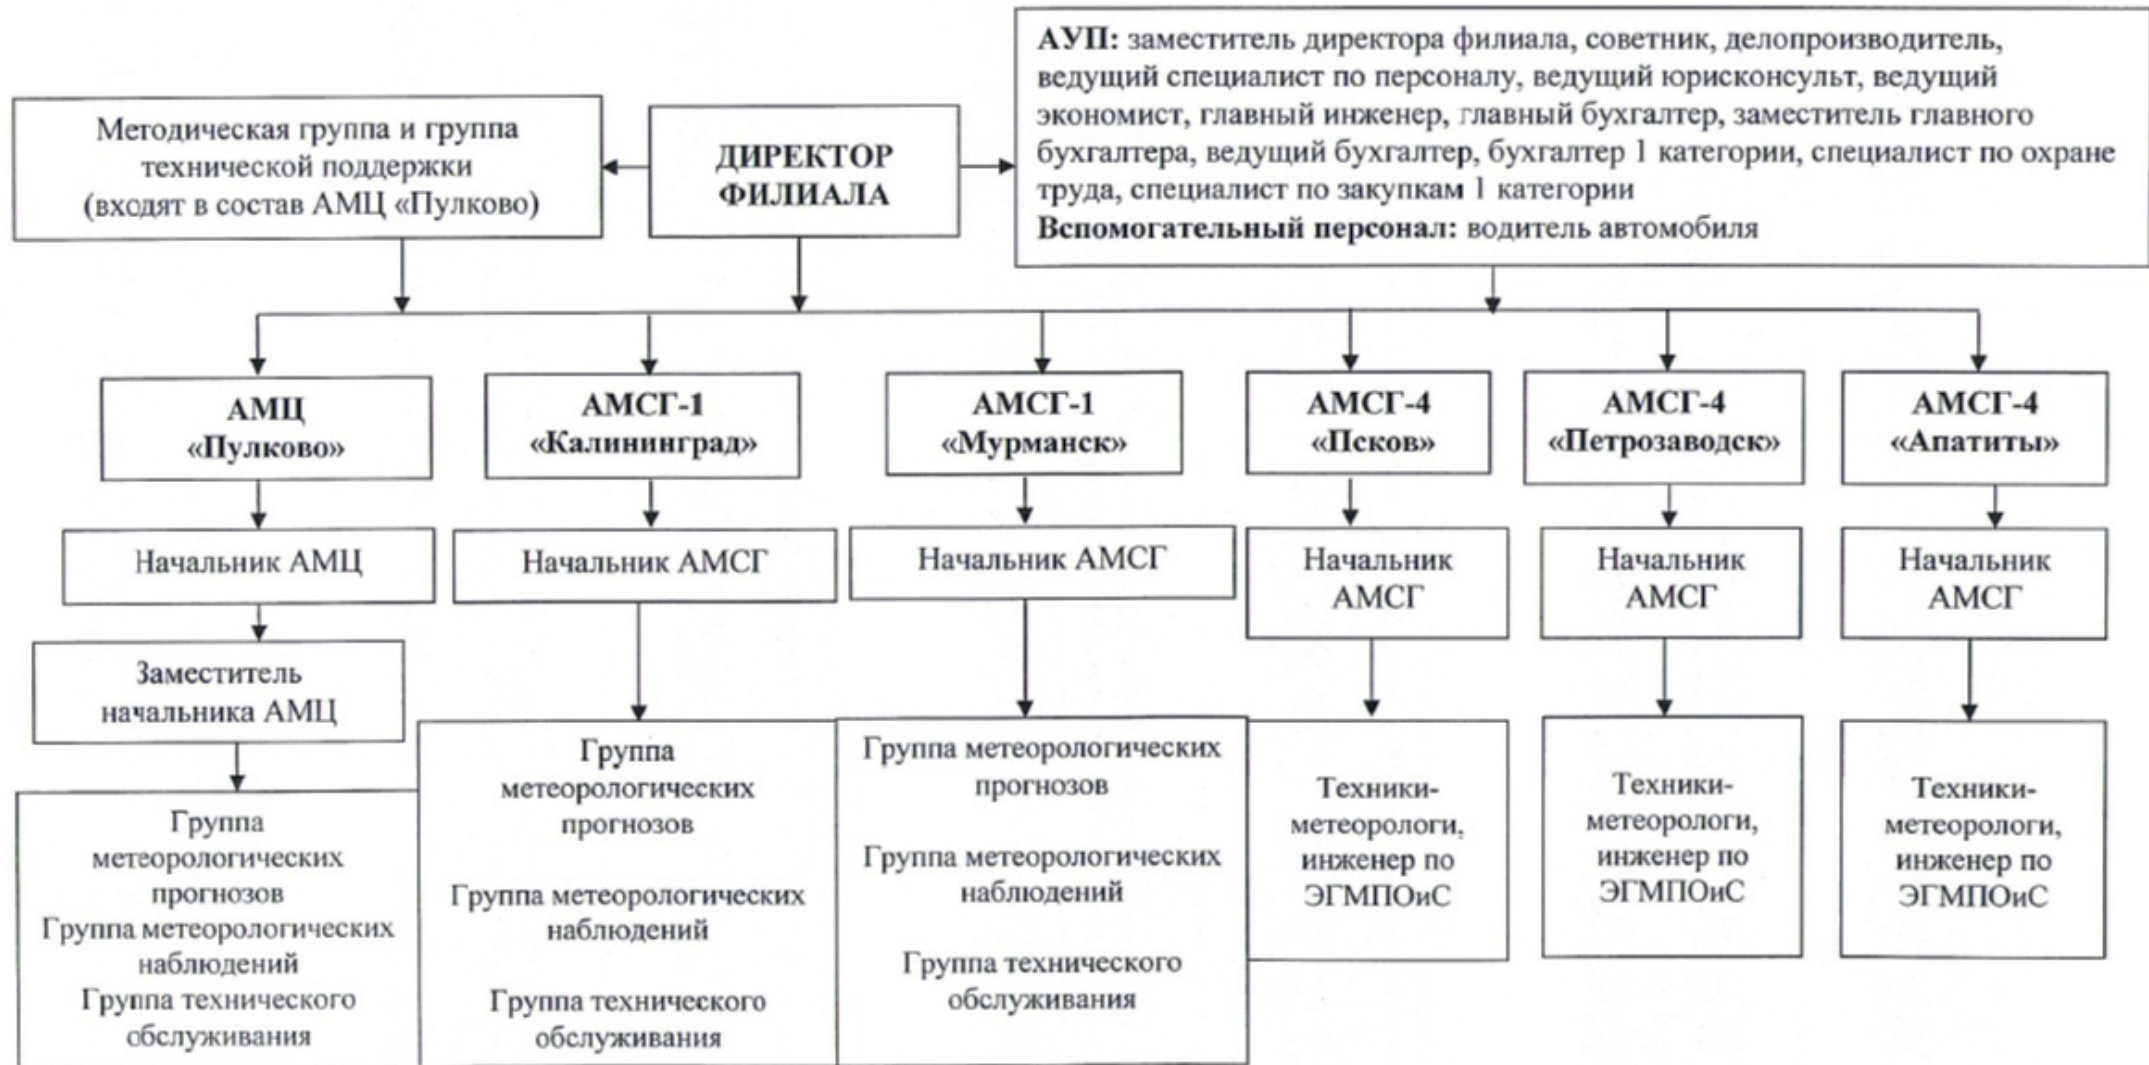 АУП: заместитель директора филиала, советник, делопроизводитель,
ведущий специалист по персоналу, ведущий юрисконсульт, ведущий
экономист, главный инженер, главный бухгалтер, заместитель главного
бухгалтера, ведущий бухгалтер, бухгалтер 1 категории, специалист по охране
труда, специалист по закупкам 1 категории
Вспомогательный персонал: водитель автомобиля
Методическая группа и группа
технической поддержки
(входят в состав АМЦ «Пулково)
ДИРЕКТОР
ФИЛИАЛА
АМЦ
«Пулково»
АМСГ-1
«Калининград»
АМСГ-1
«Мурманск»
АМСГ-4
«Псков»
АМСГ-4
«Петрозаводск»
АМСГ-4
«Апатиты»
Начальник АМЦ
Начальник АМСГ
Начальник АМСГ
Начальник
АМСГ
Начальник
АМСГ
Начальник
АМСГ
Заместитель
начальника АМЦ
Группа
метеорологических
прогнозов
Группа метеорологических
наблюдений
Группа технического
обслуживания
Группа
метеорологических
прогнозов
Группа метеорологических
наблюдений
Группа технического
обслуживания
Группа метеорологических
прогнозов
Группа метеорологических
наблюдений
Группа технического
обслуживания
Техники-
метеорологи,
инженер по
ЭГМПОиС
Техники-
метеорологи,
инженер по
ЭГМПОиС
Техники-
метеорологи,
инженер по
ЭГМПОиС